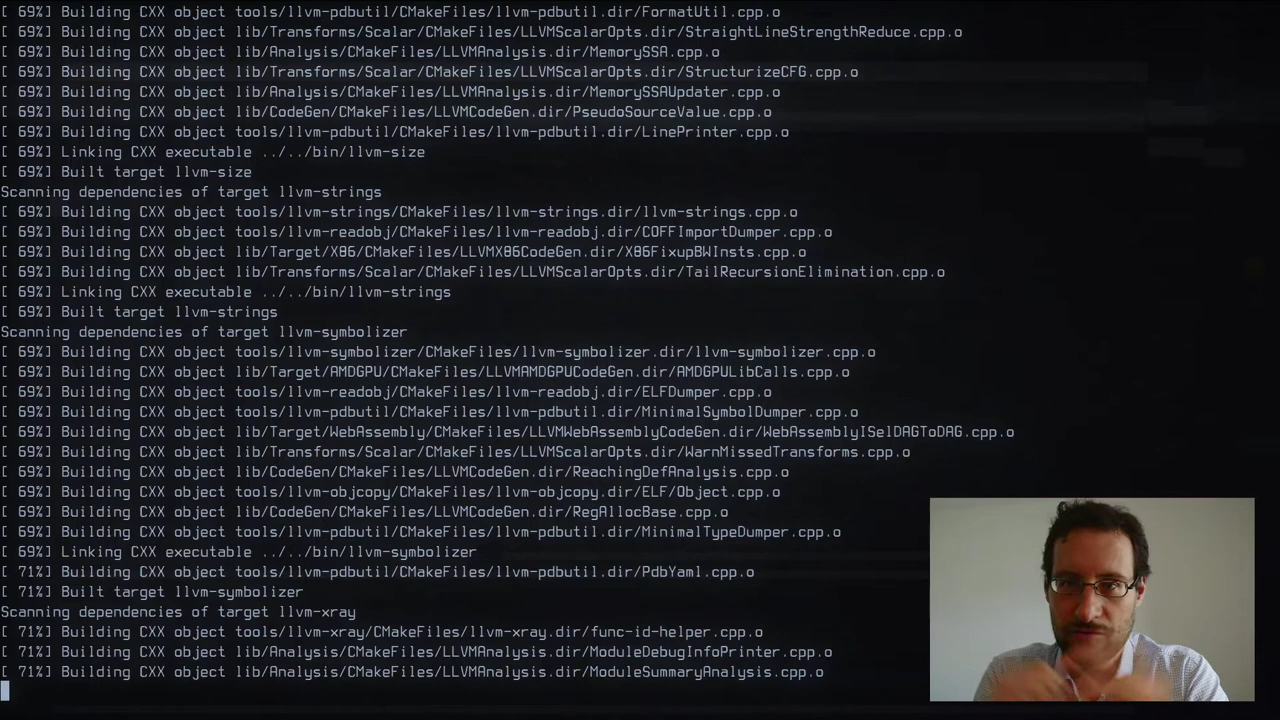 [ 69%] Building CXX object tools/llvm-pdbutil/CMakeFiles/llvm-pdbutil.dir/FormatUtil.cpp.o
[ 69%] Building CXX object lib/Transforms/Scalar/CMakeFiles/LLVMScalarOpts.dir/StraightLineStrengthReduce.cpp.o
[ 69%] Building CXX object lib/Analysis/CMakeFiles/LLVMAnalysis.dir/MemorySSA.cpp.o
[ 69%] Building CXX object lib/Transforms/Scalar/CMakeFiles/LLVMScalarOpts.dir/StructurizeCFG.cpp.o
[ 69%] Building CXX object lib/Analysis/CMakeFiles/LLVMAnalysis.dir/MemorySSAUpdater.cpp.o
[ 69%] Building CXX object lib/CodeGen/CMakeFiles/LLVMCodeGen.dir/PseudoSourceValue.cpp.o
[ 69%] Building CXX object tools/llvm-pdbutil/CMakeFiles/llvm-pdbutil.dir/LinePrinter.cpp.o
[ 69%] Linking CXX executable ../../bin/llvm-size
[ 69%] Built target llvm-size
Scanning dependencies of target llvm-strings
[ 69%] Building CXX object tools/llvm-strings/CMakeFiles/llvm-strings.dir/llvm-strings.cpp.o
[ 69%] Building CXX object tools/llvm-readobj/CMakeFiles/llvm-readobj.dir/COFFImportDumper.cpp.o
[ 69%] Building CXX object lib/Target/X86/CMakeFiles/LLVMX86CodeGen.dir/X86FixupBWInsts.cpp.o
[ 69%] Building CXX object lib/Transforms/Scalar/CMakeFiles/LLVMScalarOpts.dir/TailRecursionElimination.cpp.o
[ 69%] Linking CXX executable ../../bin/llvm-strings
[ 69%] Built target llvm-strings
Scanning dependencies of target llvm-symbolizer
[ 69%] Building CXX object tools/llvm-symbolizer/CMakeFiles/llvm-symbolizer.dir/llvm-symbolizer.cpp.o
[ 69%] Building CXX object lib/Target/AMDGPU/CMakeFiles/LLVMAMDGPUCodeGen.dir/AMDGPULibCalls.cpp.o
[ 69%] Building CXX object tools/llvm-readobj/CMakeFiles/llvm-readobj.dir/ELFDumper.cpp.o
[ 69%] Building CXX object tools/llvm-pdbutil/CMakeFiles/llvm-pdbutil.dir/MinimalSymbolDumper.cpp.o
[ 69%] Building CXX object lib/Target/WebAssembly/CMakeFiles/LLVMWebAssemblyCodeGen.dir/WebAssemblyISelDAGToDAG.cpp.o
[ 69%] Building CXX object lib/Transforms/Scalar/CMakeFiles/LLVMScalarOpts.dir/WarnMissedTransforms.cpp.o
[ 69%] Building CXX object lib/CodeGen/CMakeFiles/LLVMCodeGen.dir/ReachingDefAnalysis.cpp.o
[ 69%] Building CXX object tools/llvm-objcopy/CMakeFiles/llvm-objcopy.dir/ELF/Object.cpp.o
[ 69%] Building CXX object lib/CodeGen/CMakeFiles/LLVMCodeGen.dir/RegAllocBase.cpp.o
[ 69%] Building CXX object tools/llvm-pdbutil/CMakeFiles/llvm-pdbutil.dir/MinimalTypeDumper.cpp.o
[ 69%] Linking CXX executable ../../bin/llvm-symbolizer
[ 71%] Building CXX object tools/llvm-pdbutil/CMakeFiles/llvm-pdbutil.dir/PdbYaml.cpp.o
[ 71%] Built target llvm-symbolizer
Scanning dependencies of target llvm-xray
[ 71%] Building CXX object tools/llvm-xray/CMakeFiles/llvm-xray.dir/func-id-helper.cpp.o
[ 71%] Building CXX object lib/Analysis/CMakeFiles/LLVMAnalysis.dir/ModuleDebugInfoPrinter.cpp.o
[ 71%] Building CXX object lib/Analysis/CMakeFiles/LLVMAnalysis.dir/ModuleSummaryAnalysis.cpp.o